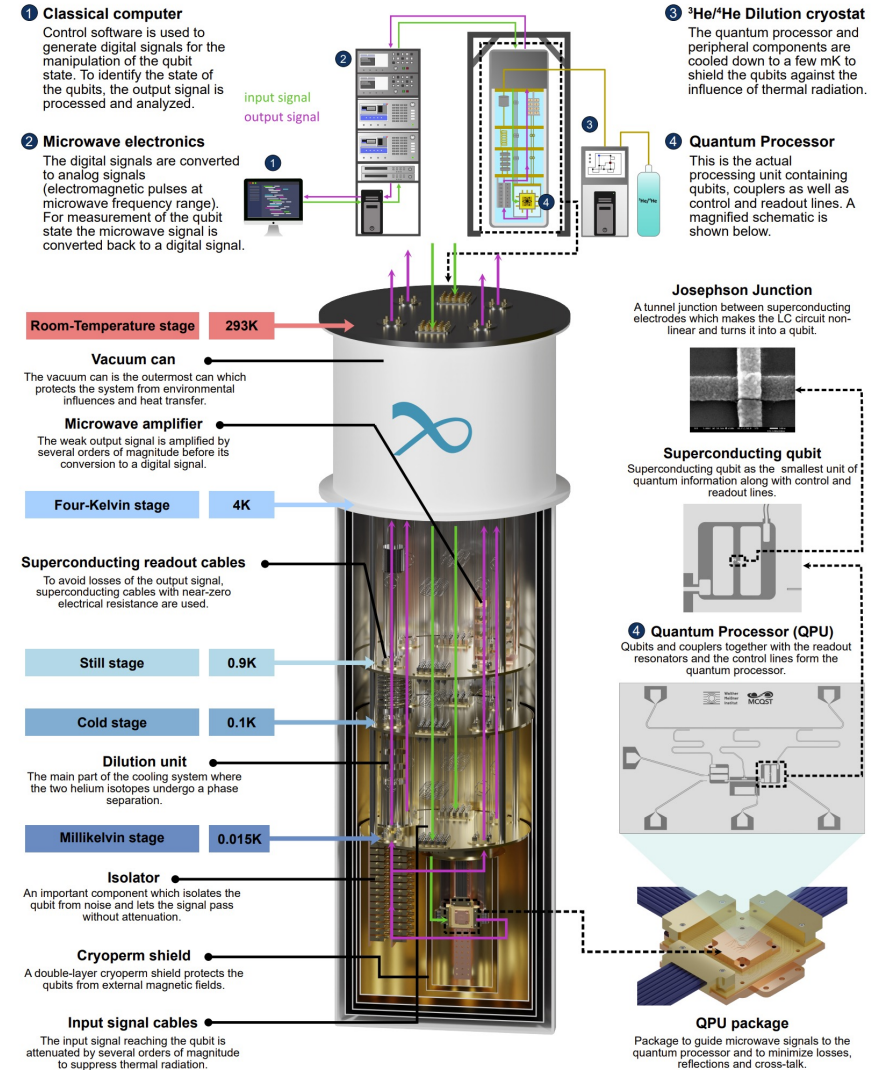 1 Classical computer
Control software is used to
generate digital signals for the
manipulation of the qubit
state. To identify the state of
the qubits, the output signal is
processed and analyzed.
2 Microwave electronics
The digital signals are converted
to analog signals
(electromagnetic pulses at
microwave frequency range).
For measurement of the qubit
state the microwave signal is
converted back to a digital signal.
input signal
output signal
1
2
3
4
³He/⁴He
3 ³He/⁴He Dilution cryostat
The quantum processor and
peripheral components are
cooled down to a few mK to
shield the qubits against the
influence of thermal radiation.
4 Quantum Processor
This is the actual
processing unit containing
qubits, couplers as well as
control and readout lines. A
magnified schematic is
shown below.
Room-Temperature stage 293K
Vacuum can
The vacuum can is the outermost can which
protects the system from environmental
influences and heat transfer.
Microwave amplifier
The weak output signal is amplified by
several orders of magnitude before its
conversion to a digital signal.
Four-Kelvin stage 4K
Superconducting readout cables
To avoid losses of the output signal,
superconducting cables with near-zero
electrical resistance are used.
Still stage 0.9K
Cold stage 0.1K
Dilution unit
The main part of the cooling system where
the two helium isotopes undergo a phase
separation.
Millikelvin stage 0.015K
Isolator
An important component which isolates the
qubit from noise and lets the signal pass
without attenuation.
Cryoperm shield
A double-layer cryoperm shield protects the
qubits from external magnetic fields.
Input signal cables
The input signal reaching the qubit is
attenuated by several orders of magnitude
to suppress thermal radiation.
Josephson Junction
A tunnel junction between superconducting
electrodes which makes the LC circuit non-
linear and turns it into a qubit.
Superconducting qubit
Superconducting qubit as the smallest unit of
quantum information along with control and
readout lines.
4 Quantum Processor (QPU)
Qubits and couplers together with the readout
resonators and the control lines form the
quantum processor.
Walther
Meißner
Institut
MCQST
QPU package
Package to guide microwave signals to the
quantum processor and to minimize losses,
reflections and cross-talk.